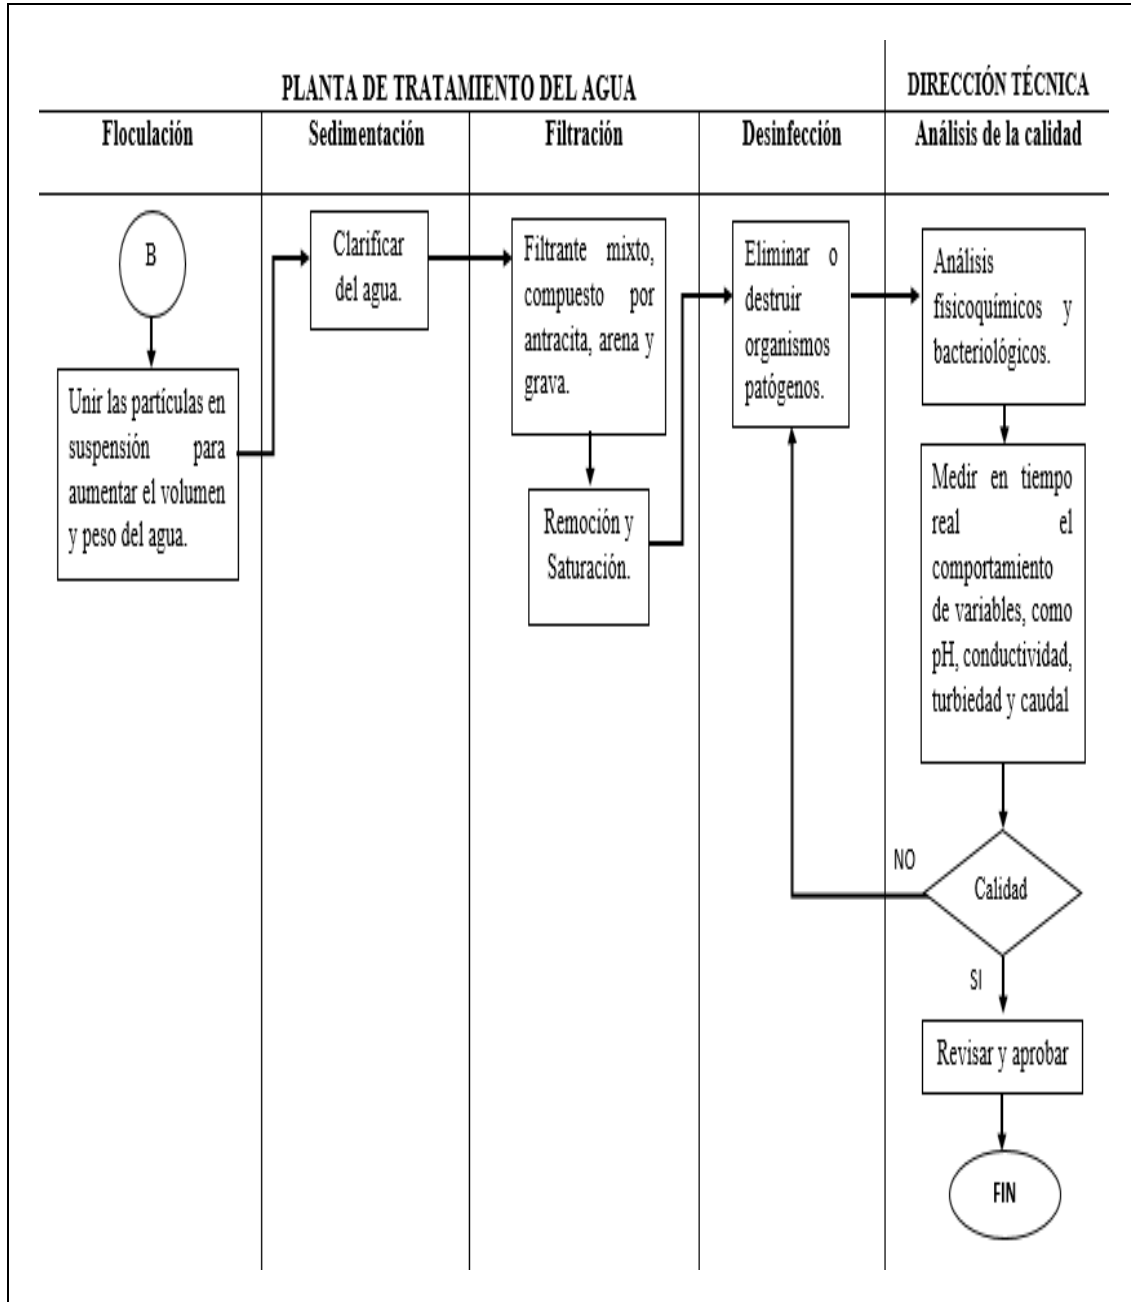 PLANTA DE TRATAMIENTO DEL AGUA
DIRECCIÓN TÉCNICA
Floculación
Sedimentación
Filtración
Desinfección
Análisis de la calidad
B
Unir las partículas en
suspensión para
aumentar el volumen
y peso del agua.
Clarificar
del agua.
Filtrante mixto,
compuesto por
antracita, arena y
grava.
Remoción y
Saturación.
Eliminar o
destruir
organismos
patógenos.
Análisis
fisicoquímicos y
bacteriológicos.
Medir en tiempo
real el
comportamiento
de variables, como
pH, conductividad,
turbiedad y caudal
Calidad
NO
SI
Revisar y aprobar
FIN